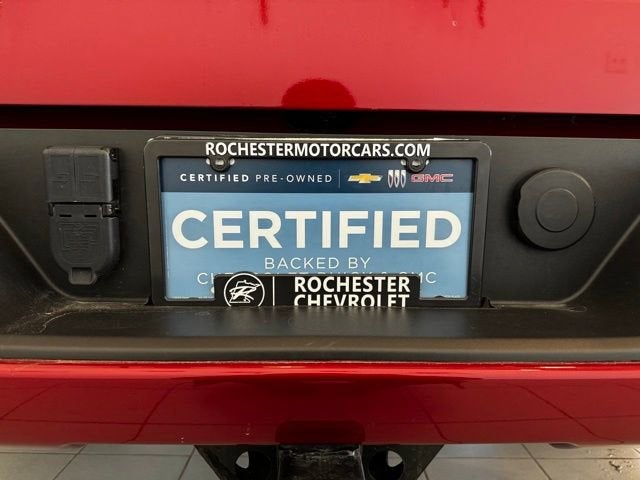 ROCHESTERMOTORCARS.COM
CERTIFIED PRE-OWNED GMC
CERTIFIED
BACKED BY
ROCHESTER
CHEVROLET